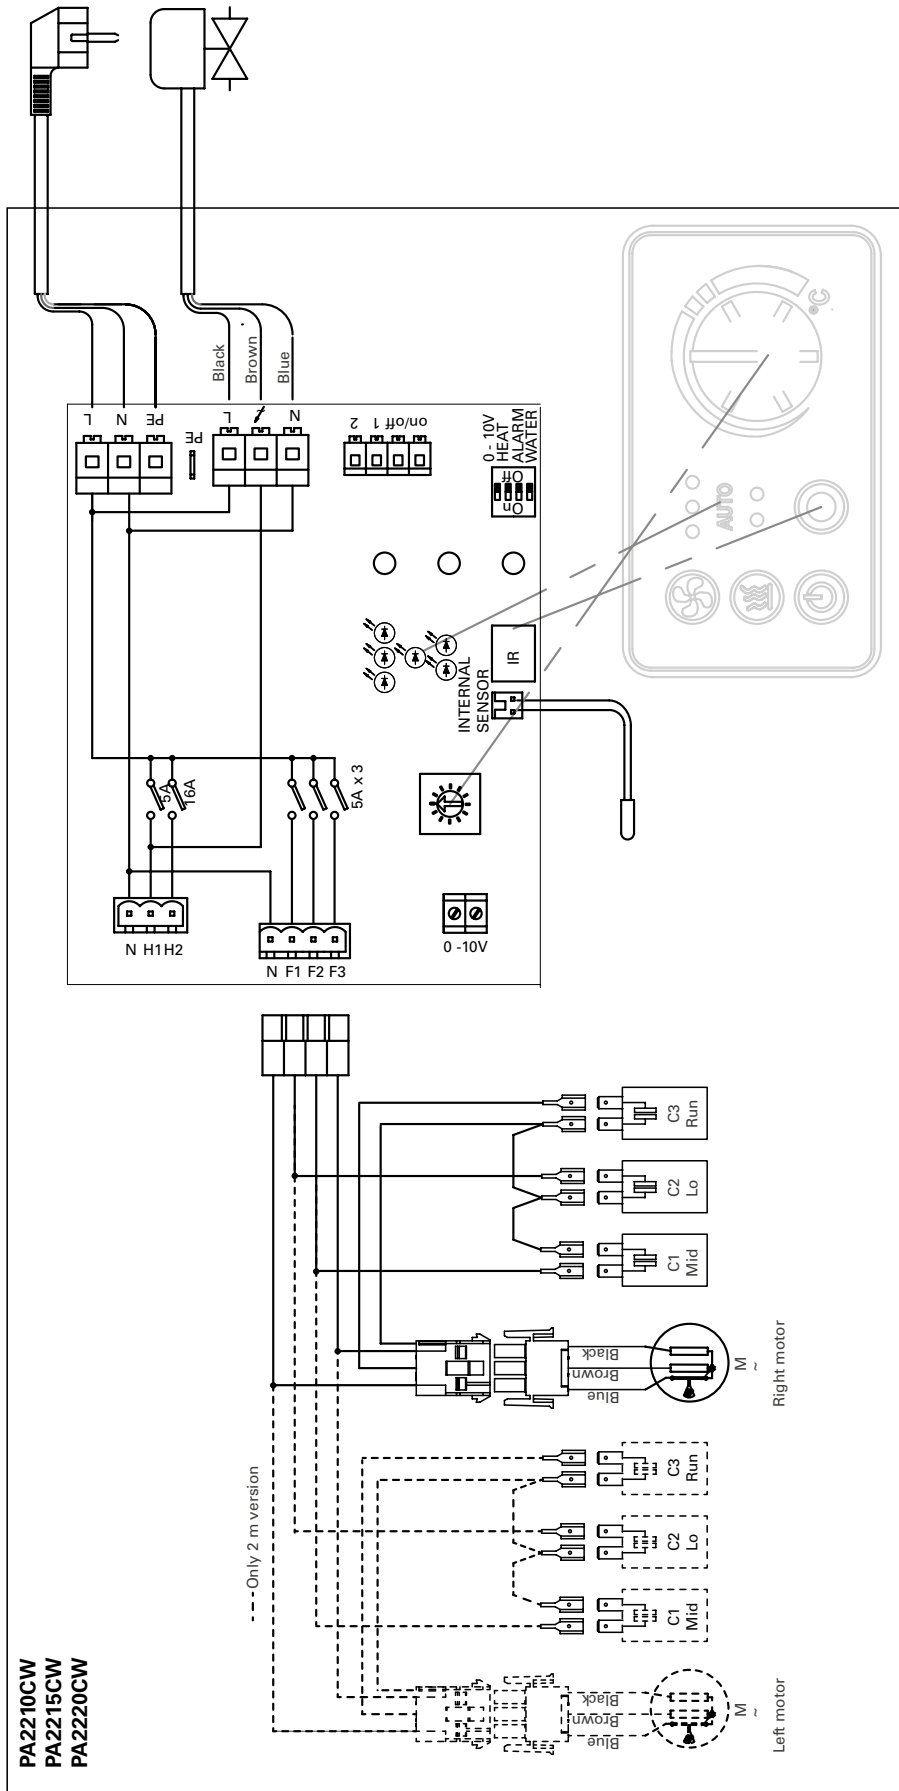 L
N
PE
PE
Black
Brown
Blue
L
N
2
1
on/off
0 - 10V
HEAT
ALARM
WATER
Off
On
°C
AUTO
IR
INTERNAL
SENSOR
5A
16A
5A x 3
N H1 H2
N F1 F2 F3
0 -10V
C3
Run
C2
Lo
C1
Mid
Black
Brown
Blue
M
~
Right motor
Only 2 m version
C3
Run
C2
Lo
C1
Mid
Black
Brown
Blue
M
~
Left motor
PA2210CW
PA2215CW
PA2220CW